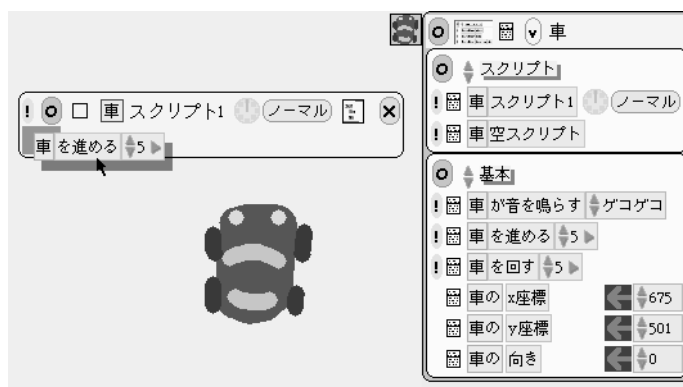 車
スクリプト
! 車 スクリプト1 ノーマル
! 車 空スクリプト
! 車 スクリプト1 ノーマル
車 を進める 5
基本
! 車 が音を鳴らす ゲコゲコ
! 車 を進める 5
! 車 を回す 5
車の x座標 675
車の y座標 501
車の 向き 0